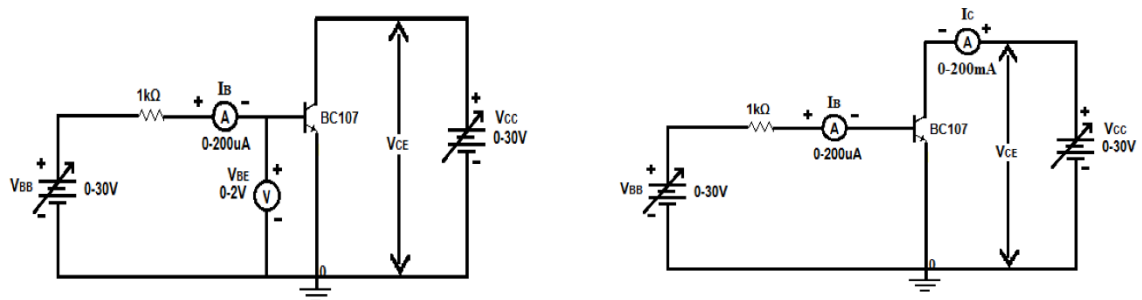 1kΩ
+ IB -
A
0-200uA
BC107
VBE
0-2V
+
V
-
VBB
+
-
0-30V
VCE
+
VCC
0-30V
-
0
IC
- +
A
0-200mA
1kΩ
IB
+ -
A
0-200uA
BC107
VBB
+
-
0-30V
VCE
+
VCC
0-30V
-
0